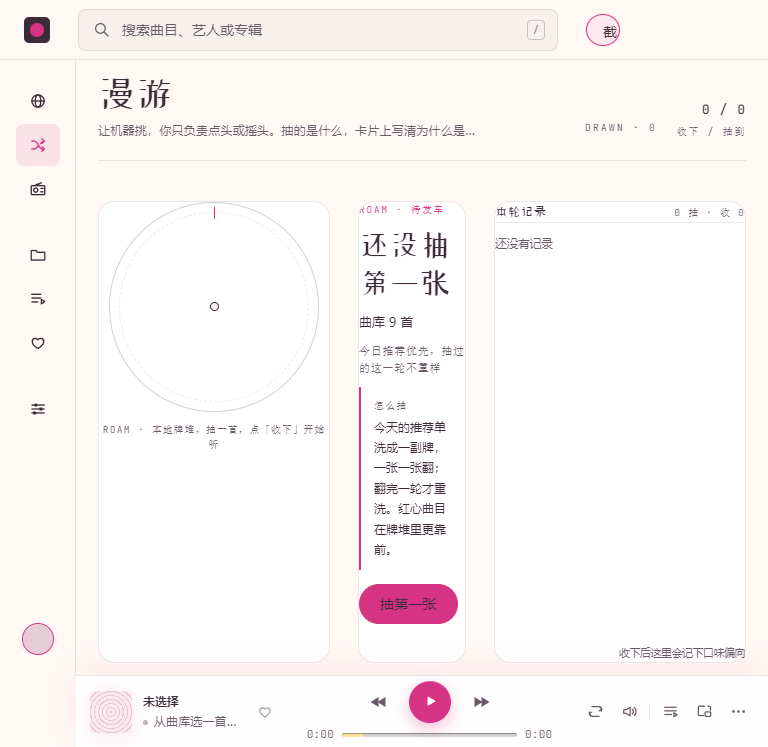 搜索曲目、艺人或专辑
/
截
漫游
让机器挑，你只负责点头或摇头。抽的是什么，卡片上写清为什么是…
DRAWN · 0
0 / 0
收下 / 抽到
ROAM · 本地牌堆，抽一首，点「收下」开始
听
ROAM · 待发车
还没抽
第一张
曲库 9 首
今日推荐优先，抽过
的这一轮不重样
怎么抽
今天的推荐单
洗成一副牌，
一张一张翻；
翻完一轮才重
洗。红心曲目
在牌堆里更靠
前。
抽第一张
本轮记录
0 抽 · 收 0
还没有记录
收下后这里会记下口味偏向
未选择
从曲库选一首…
0:00
0:00